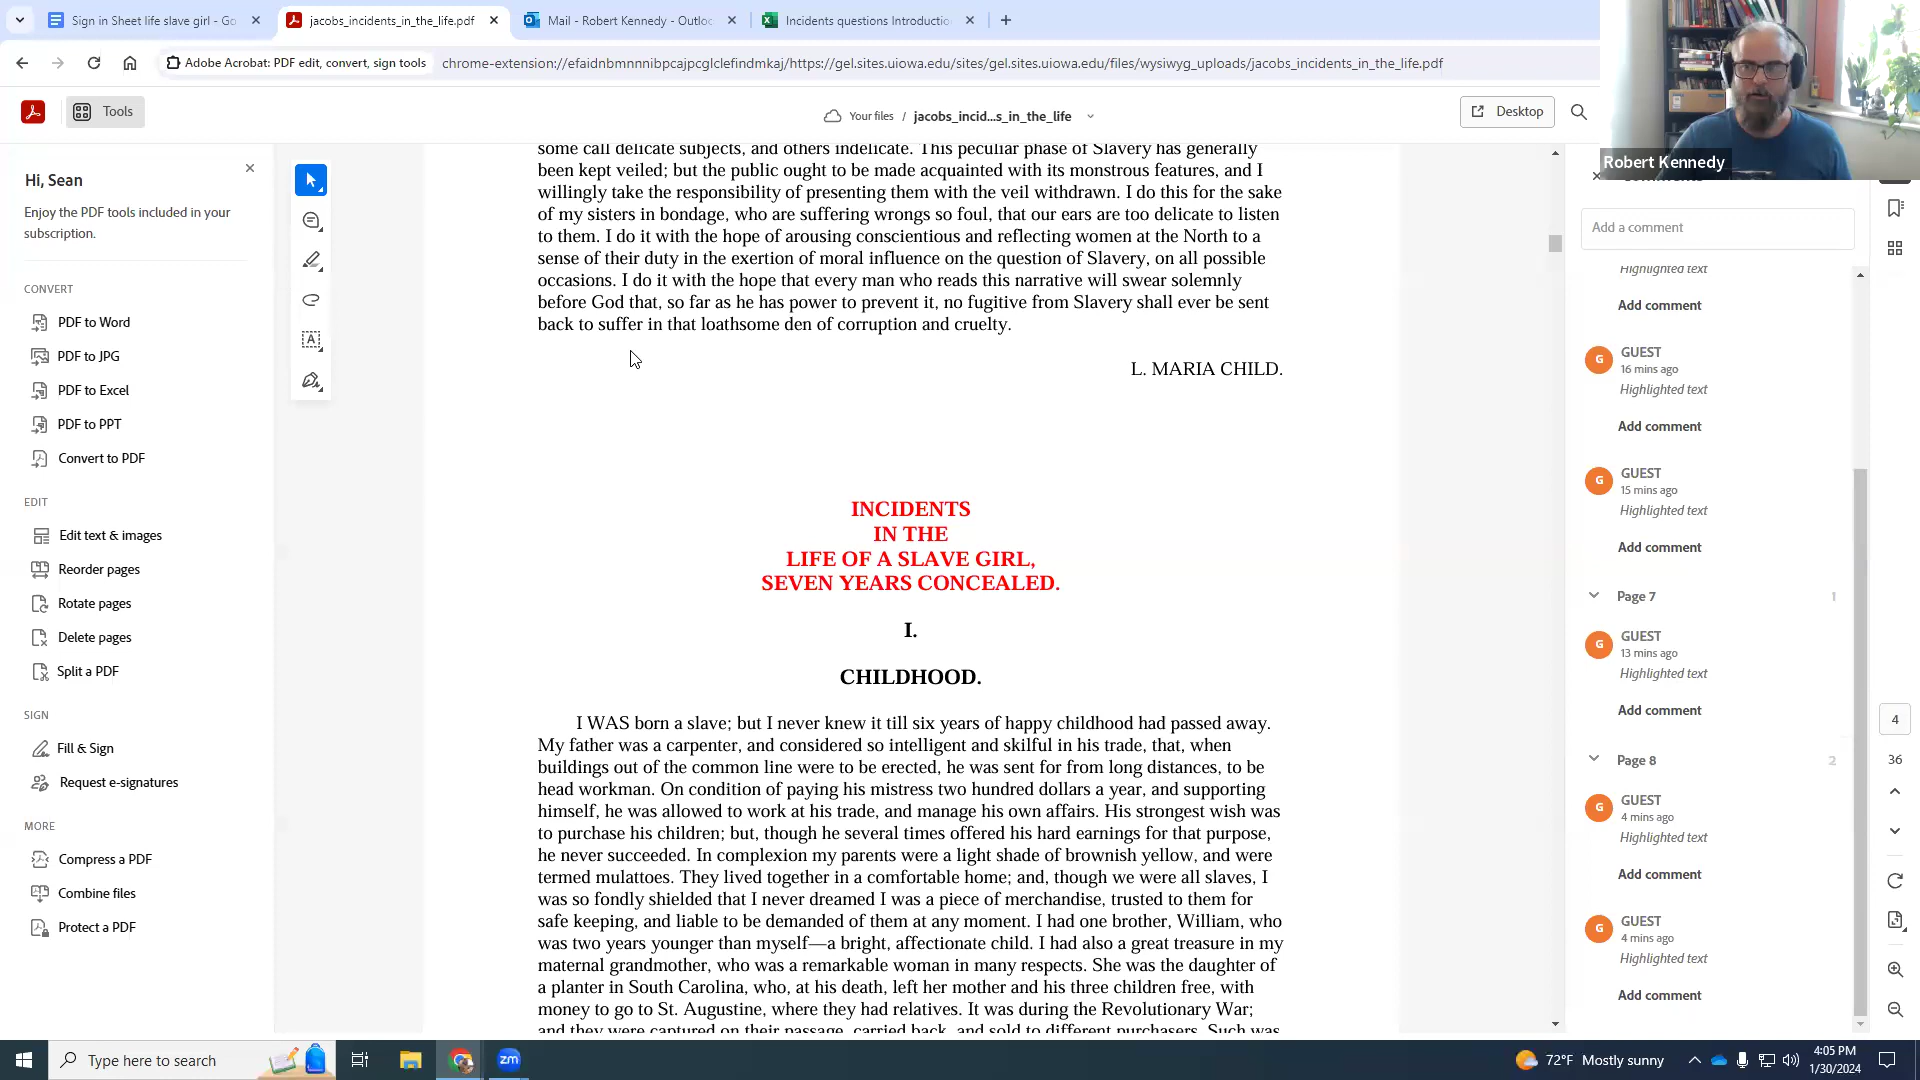 Sign in Sheet life slave girl - Go
jacobs_incidents_in_the_life.pdf
Mail - Robert Kennedy - Outloo
Incidents questions Introductio
Adobe Acrobat: PDF edit, convert, sign tools
chrome-extension://efaidnbmnnnibpcajpcglclefindmkaj/https://gel.sites.uiowa.edu/sites/gel.sites.uiowa.edu/files/wysiwyg_uploads/jacobs_incidents_in_the_life.pdf
Tools
Your files / jacobs_incid...s_in_the_life
Desktop
Robert Kennedy
Hi, Sean
Enjoy the PDF tools included in your
subscription.
CONVERT
PDF to Word
PDF to JPG
PDF to Excel
PDF to PPT
Convert to PDF
EDIT
Edit text & images
Reorder pages
Rotate pages
Delete pages
Split a PDF
SIGN
Fill & Sign
Request e-signatures
MORE
Compress a PDF
Combine files
Protect a PDF
some call delicate subjects, and others indelicate. This peculiar phase of Slavery has generally
been kept veiled; but the public ought to be made acquainted with its monstrous features, and I
willingly take the responsibility of presenting them with the veil withdrawn. I do this for the sake
of my sisters in bondage, who are suffering wrongs so foul, that our ears are too delicate to listen
to them. I do it with the hope of arousing conscientious and reflecting women at the North to a
sense of their duty in the exertion of moral influence on the question of Slavery, on all possible
occasions. I do it with the hope that every man who reads this narrative will swear solemnly
before God that, so far as he has power to prevent it, no fugitive from Slavery shall ever be sent
back to suffer in that loathsome den of corruption and cruelty.
L. MARIA CHILD.
INCIDENTS
IN THE
LIFE OF A SLAVE GIRL,
SEVEN YEARS CONCEALED.
I.
CHILDHOOD.
I WAS born a slave; but I never knew it till six years of happy childhood had passed away.
My father was a carpenter, and considered so intelligent and skilful in his trade, that, when
buildings out of the common line were to be erected, he was sent for from long distances, to be
head workman. On condition of paying his mistress two hundred dollars a year, and supporting
himself, he was allowed to work at his trade, and manage his own affairs. His strongest wish was
to purchase his children; but, though he several times offered his hard earnings for that purpose,
he never succeeded. In complexion my parents were a light shade of brownish yellow, and were
termed mulattoes. They lived together in a comfortable home; and, though we were all slaves, I
was so fondly shielded that I never dreamed I was a piece of merchandise, trusted to them for
safe keeping, and liable to be demanded of them at any moment. I had one brother, William, who
was two years younger than myself—a bright, affectionate child. I had also a great treasure in my
maternal grandmother, who was a remarkable woman in many respects. She was the daughter of
a planter in South Carolina, who, at his death, left her mother and his three children free, with
money to go to St. Augustine, where they had relatives. It was during the Revolutionary War;
and they were captured on their passage, carried back, and sold to different purchasers. Such was
Add a comment
Highlighted text
Add comment
G
GUEST
16 mins ago
Highlighted text
Add comment
G
GUEST
15 mins ago
Highlighted text
Add comment
Page 7 1
G
GUEST
13 mins ago
Highlighted text
Add comment
Page 8 2
G
GUEST
4 mins ago
Highlighted text
Add comment
G
GUEST
4 mins ago
Highlighted text
Add comment
4
36
Type here to search
zm
72°F Mostly sunny
4:05 PM
1/30/2024